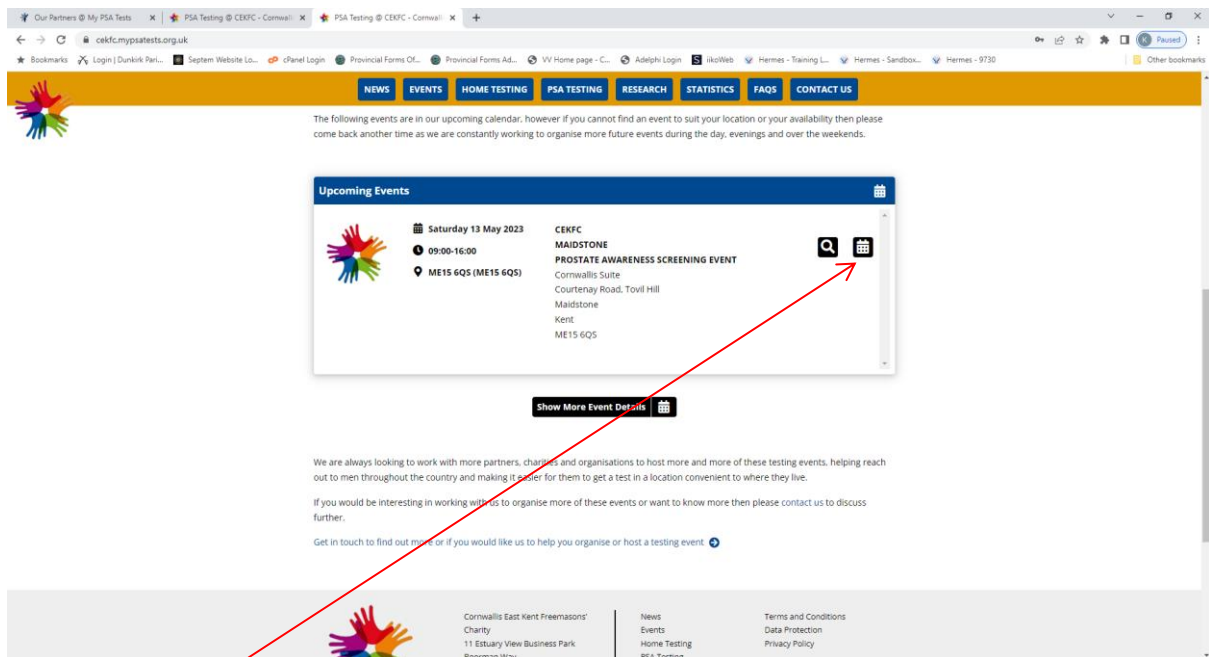 Our Partners @ My PSA Tests
PSA Testing @ CEKFC - Cornwall
PSA Testing @ CEKFC - Cornwall
cekfc.mypsatests.org.uk
Paused
Bookmarks
Login | Dunkirk Pari...
Septem Website Lo...
cPanel Login
Provincial Forms Of...
Provincial Forms Ad...
VV Home page - C...
Adelphi Login
iikoWeb
Hermes - Training L...
Hermes - Sandbox...
Hermes - 9730
Other bookmarks
NEWS EVENTS HOME TESTING PSA TESTING RESEARCH STATISTICS FAQS CONTACT US
The following events are in our upcoming calendar, however if you cannot find an event to suit your location or your availability then please
come back another time as we are constantly working to organise more future events during the day, evenings and over the weekends.
Upcoming Events
Saturday 13 May 2023
09:00-16:00
ME15 6QS (ME15 6QS)
CEKFC
MAIDSTONE
PROSTATE AWARENESS SCREENING EVENT
Cornwallis Suite
Courtenay Road, Tovil Hill
Maidstone
Kent
ME15 6QS
Show More Event Details
We are always looking to work with more partners, charities and organisations to host more and more of these testing events, helping reach
out to men throughout the country and making it easier for them to get a test in a location convenient to where they live.
If you would be interesting in working with us to organise more of these events or want to know more then please contact us to discuss
further.
Get in touch to find out more or if you would like us to help you organise or host a testing event
Cornwallis East Kent Freemasons'
Charity
11 Estuary View Business Park
Boorman Way
News
Events
Home Testing
PSA Testing
Terms and Conditions
Data Protection
Privacy Policy